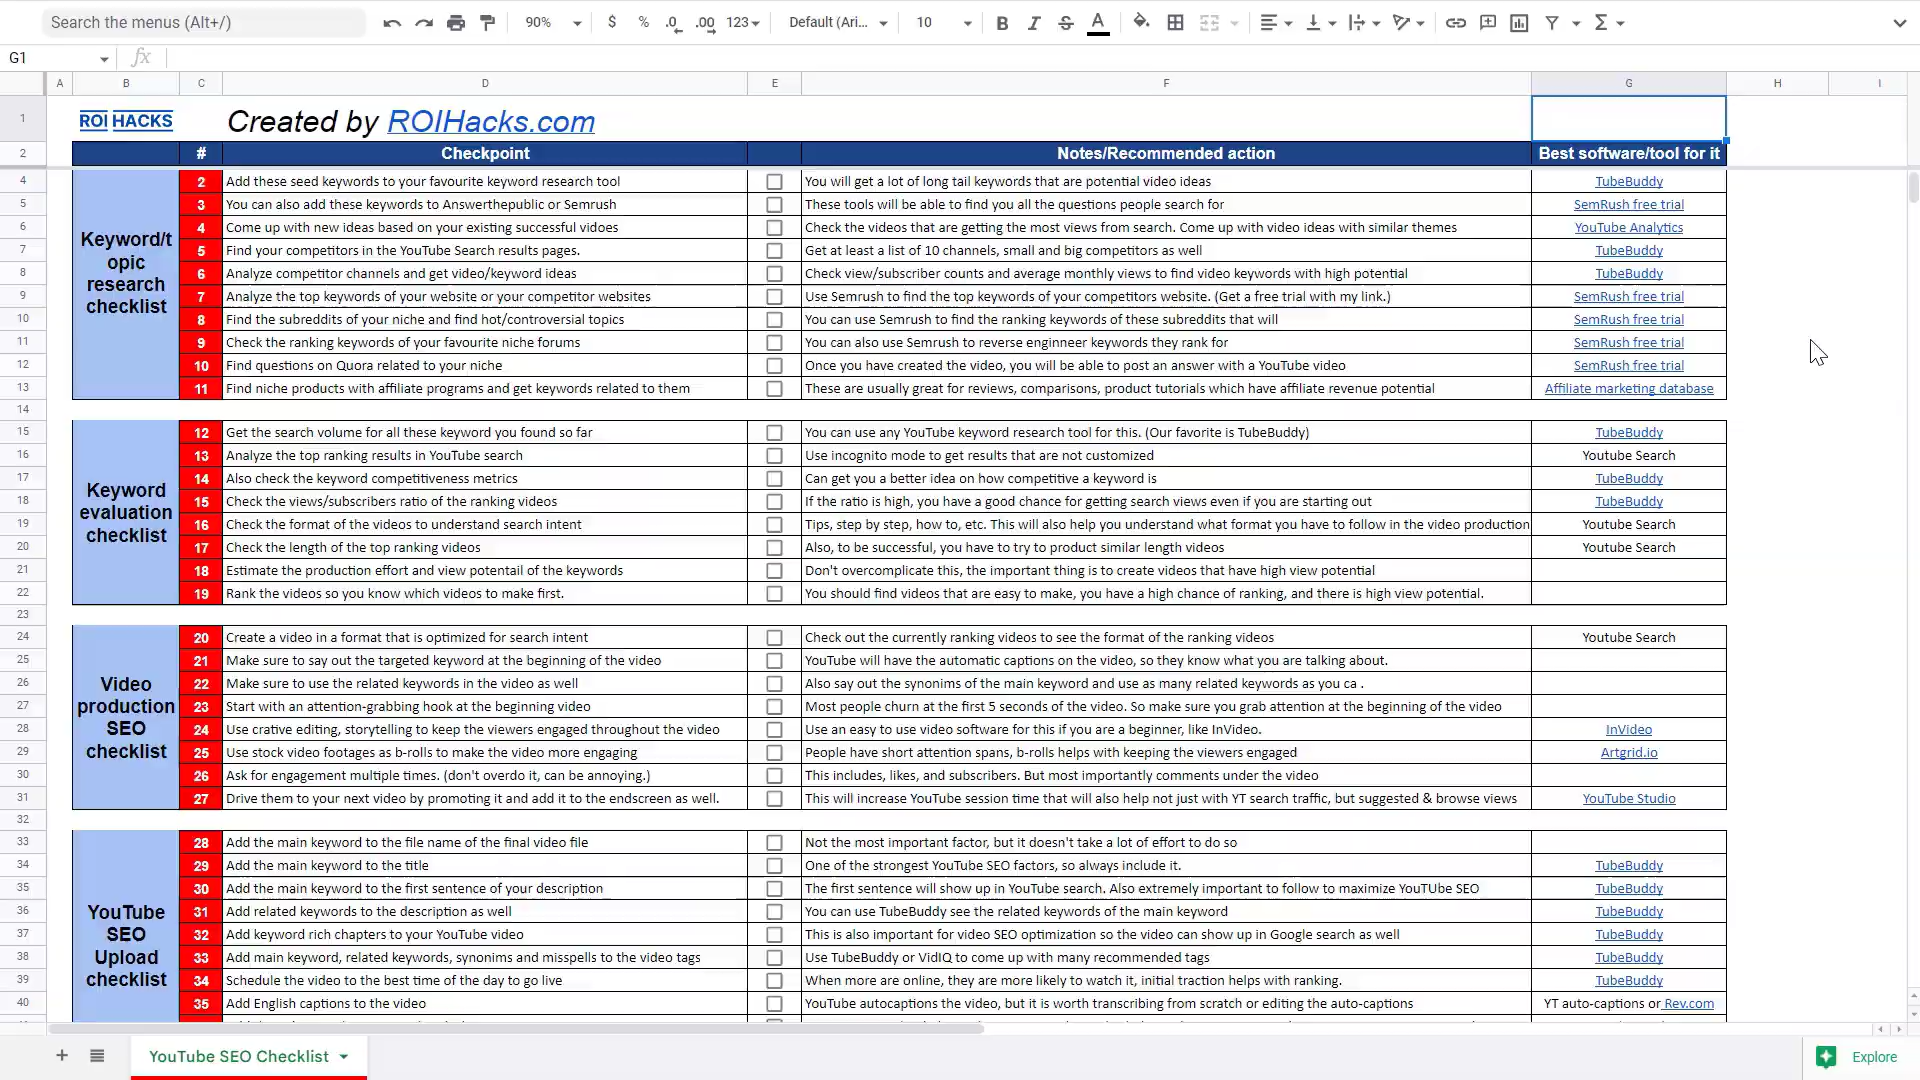 Search the menus (Alt+/) 90% $ % .0 .00 123 Default (Ari... 10 B I S A
G1 fx
A B C D E F G H I
1 ROI HACKS Created by ROIHacks.com
2 # Checkpoint Notes/Recommended action Best software/tool for it
Keyword/t
opic
research
checklist
4 2 Add these seed keywords to your favourite keyword research tool You will get a lot of long tail keywords that are potential video ideas TubeBuddy
5 3 You can also add these keywords to Answerthepublic or Semrush These tools will be able to find you all the questions people search for SemRush free trial
6 4 Come up with new ideas based on your existing successful vidoes Check the videos that are getting the most views from search. Come up with video ideas with similar themes YouTube Analytics
7 5 Find your competitors in the YouTube Search results pages. Get at least a list of 10 channels, small and big competitors as well TubeBuddy
8 6 Analyze competitor channels and get video/keyword ideas Check view/subscriber counts and average monthly views to find video keywords with high potential TubeBuddy
9 7 Analyze the top keywords of your website or your competitor websites Use Semrush to find the top keywords of your competitors website. (Get a free trial with my link.) SemRush free trial
10 8 Find the subreddits of your niche and find hot/controversial topics You can use Semrush to find the ranking keywords of these subreddits that will SemRush free trial
11 9 Check the ranking keywords of your favourite niche forums You can also use Semrush to reverse enginneer keywords they rank for SemRush free trial
12 10 Find questions on Quora related to your niche Once you have created the video, you will be able to post an answer with a YouTube video SemRush free trial
13 11 Find niche products with affiliate programs and get keywords related to them These are usually great for reviews, comparisons, product tutorials which have affiliate revenue potential Affiliate marketing database
14
Keyword
evaluation
checklist
15 12 Get the search volume for all these keyword you found so far You can use any YouTube keyword research tool for this. (Our favorite is TubeBuddy) TubeBuddy
16 13 Analyze the top ranking results in YouTube search Use incognito mode to get results that are not customized Youtube Search
17 14 Also check the keyword competitiveness metrics Can get you a better idea on how competitive a keyword is TubeBuddy
18 15 Check the views/subscribers ratio of the ranking videos If the ratio is high, you have a good chance for getting search views even if you are starting out TubeBuddy
19 16 Check the format of the videos to understand search intent Tips, step by step, how to, etc. This will also help you understand what format you have to follow in the video production Youtube Search
20 17 Check the length of the top ranking videos Also, to be successful, you have to try to product similar length videos Youtube Search
21 18 Estimate the production effort and view potentail of the keywords Don't overcomplicate this, the important thing is to create videos that have high view potential
22 19 Rank the videos so you know which videos to make first. You should find videos that are easy to make, you have a high chance of ranking, and there is high view potential.
23
Video
production
SEO
checklist
24 20 Create a video in a format that is optimized for search intent Check out the currently ranking videos to see the format of the ranking videos Youtube Search
25 21 Make sure to say out the targeted keyword at the beginning of the video YouTube will have the automatic captions on the video, so they know what you are talking about.
26 22 Make sure to use the related keywords in the video as well Also say out the synonims of the main keyword and use as many related keywords as you ca .
27 23 Start with an attention-grabbing hook at the beginning video Most people churn at the first 5 seconds of the video. So make sure you grab attention at the beginning of the video
28 24 Use crative editing, storytelling to keep the viewers engaged throughout the video Use an easy to use video software for this if you are a beginner, like InVideo. InVideo
29 25 Use stock video footages as b-rolls to make the video more engaging People have short attention spans, b-rolls helps with keeping the viewers engaged Artgrid.io
30 26 Ask for engagement multiple times. (don't overdo it, can be annoying.) This includes, likes, and subscribers. But most importantly comments under the video
31 27 Drive them to your next video by promoting it and add it to the endscreen as well. This will increase YouTube session time that will also help not just with YT search traffic, but suggested & browse views YouTube Studio
32
YouTube
SEO
Upload
checklist
33 28 Add the main keyword to the file name of the final video file Not the most important factor, but it doesn't take a lot of effort to do so
34 29 Add the main keyword to the title One of the strongest YouTube SEO factors, so always include it. TubeBuddy
35 30 Add the main keyword to the first sentence of your description The first sentence will show up in YouTube search. Also extremely important to follow to maximize YouTube SEO TubeBuddy
36 31 Add related keywords to the description as well You can use TubeBuddy see the related keywords of the main keyword TubeBuddy
37 32 Add keyword rich chapters to your YouTube video This is also important for video SEO optimization so the video can show up in Google search as well TubeBuddy
38 33 Add main keyword, related keywords, synonims and misspells to the video tags Use TubeBuddy or VidIQ to come up with many recommended tags TubeBuddy
39 34 Schedule the video to the best time of the day to go live When more are online, they are more likely to watch it, initial traction helps with ranking. TubeBuddy
40 35 Add English captions to the video YouTube autocaptions the video, but it is worth transcribing from scratch or editing the auto-captions YT auto-captions or Rev.com
YouTube SEO Checklist Explore